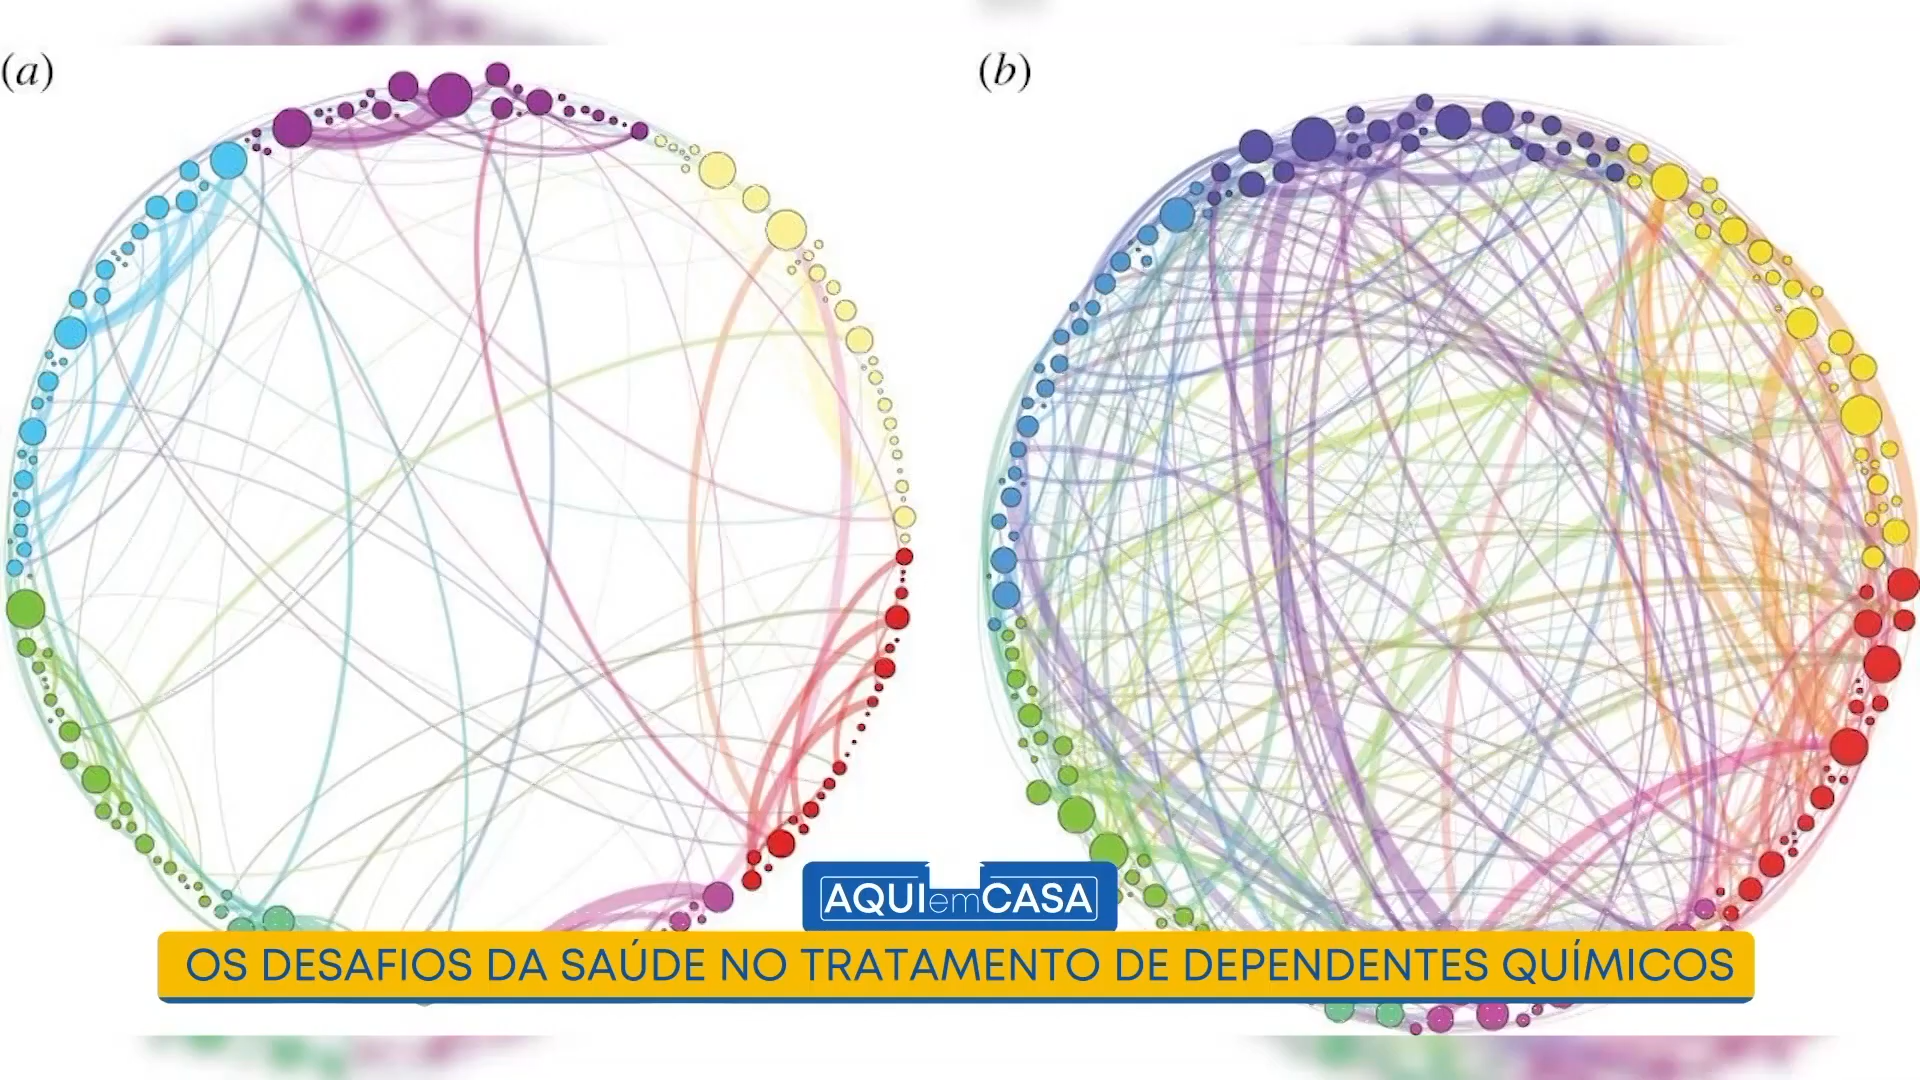 (a)
(b)
AQUIemCASA
OS DESAFIOS DA SAÚDE NO TRATAMENTO DE DEPENDENTES QUÍMICOS